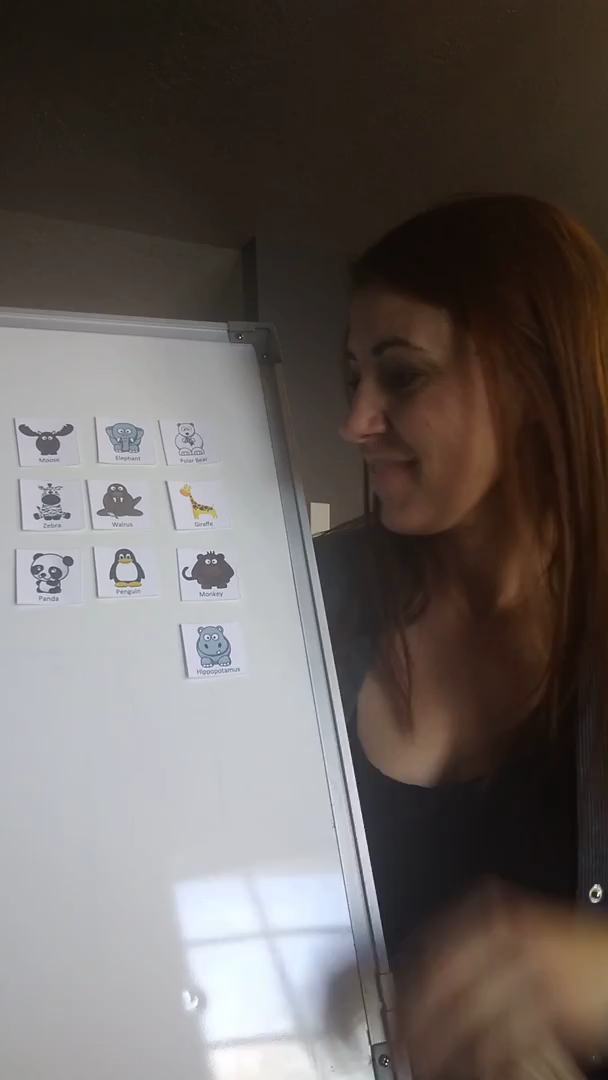 Moose
Elephant
Polar Bear
Zebra
Walrus
Giraffe
Panda
Penguin
Monkey
Hippopotamus